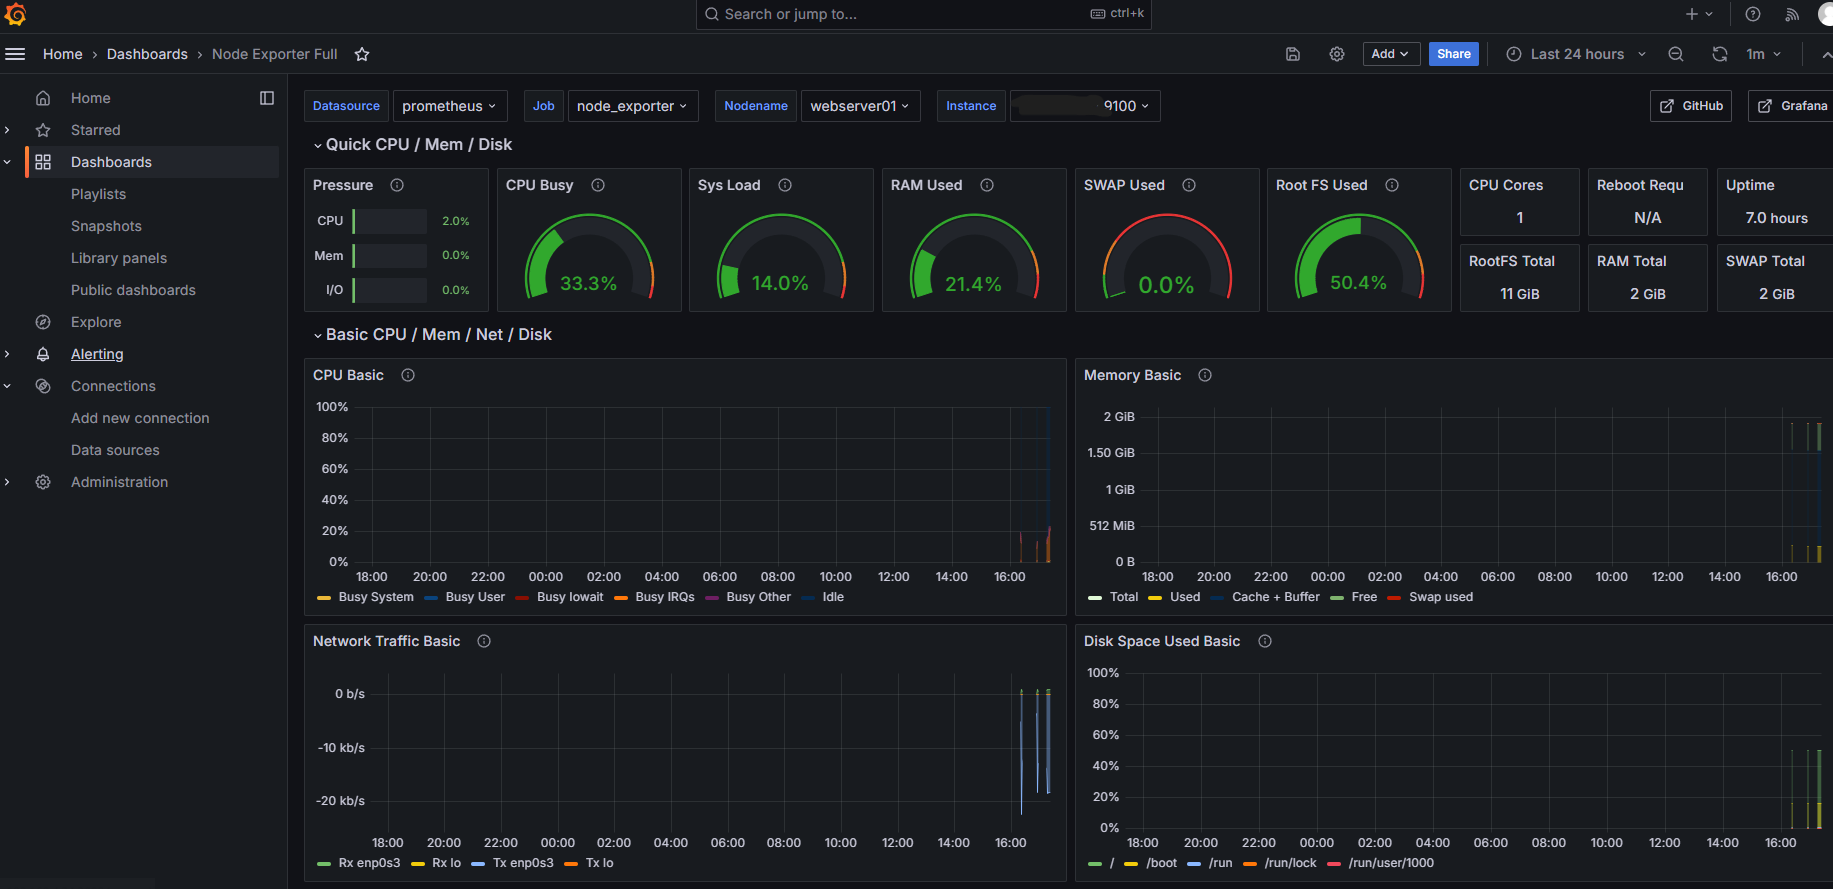 Search or jump to...
ctrl+k
Home › Dashboards › Node Exporter Full
Add
Share
Last 24 hours
1m
Home
Starred
Dashboards
Playlists
Snapshots
Library panels
Public dashboards
Explore
Alerting
Connections
Add new connection
Data sources
Administration
Datasource prometheus Job node_exporter Nodename webserver01 Instance 9100
GitHub
Grafana
Quick CPU / Mem / Disk
Pressure
CPU 2.0%
Mem 0.0%
I/O 0.0%
CPU Busy
33.3%
Sys Load
14.0%
RAM Used
21.4%
SWAP Used
0.0%
Root FS Used
50.4%
CPU Cores
1
Reboot Requ
N/A
Uptime
7.0 hours
RootFS Total
11 GiB
RAM Total
2 GiB
SWAP Total
2 GiB
Basic CPU / Mem / Net / Disk
CPU Basic
100%
80%
60%
40%
20%
0%
18:00 20:00 22:00 00:00 02:00 04:00 06:00 08:00 10:00 12:00 14:00 16:00
Busy System Busy User Busy Iowait Busy IRQs Busy Other Idle
Memory Basic
2 GiB
1.50 GiB
1 GiB
512 MiB
0 B
18:00 20:00 22:00 00:00 02:00 04:00 06:00 08:00 10:00 12:00 14:00 16:00
Total Used Cache + Buffer Free Swap used
Network Traffic Basic
0 b/s
-10 kb/s
-20 kb/s
18:00 20:00 22:00 00:00 02:00 04:00 06:00 08:00 10:00 12:00 14:00 16:00
Rx enp0s3 Rx lo Tx enp0s3 Tx lo
Disk Space Used Basic
100%
80%
60%
40%
20%
0%
18:00 20:00 22:00 00:00 02:00 04:00 06:00 08:00 10:00 12:00 14:00 16:00
/ /boot /run /run/lock /run/user/1000